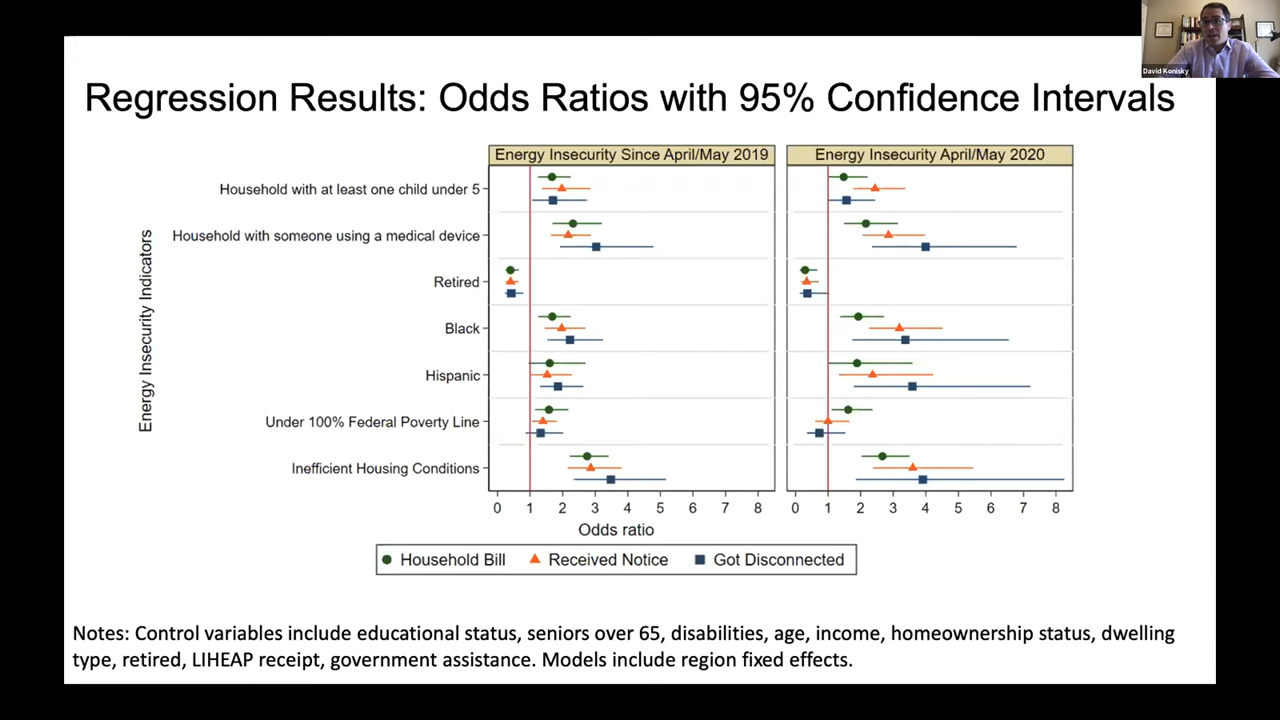 David Konisky
Regression Results: Odds Ratios with 95% Confidence Intervals
Energy Insecurity Since April/May 2019
Energy Insecurity April/May 2020
Energy Insecurity Indicators
Household with at least one child under 5
Household with someone using a medical device
Retired
Black
Hispanic
Under 100% Federal Poverty Line
Inefficient Housing Conditions
0 1 2 3 4 5 6 7 8
0 1 2 3 4 5 6 7 8
Odds ratio
Household Bill Received Notice Got Disconnected
Notes: Control variables include educational status, seniors over 65, disabilities, age, income, homeownership status, dwelling
type, retired, LIHEAP receipt, government assistance. Models include region fixed effects.